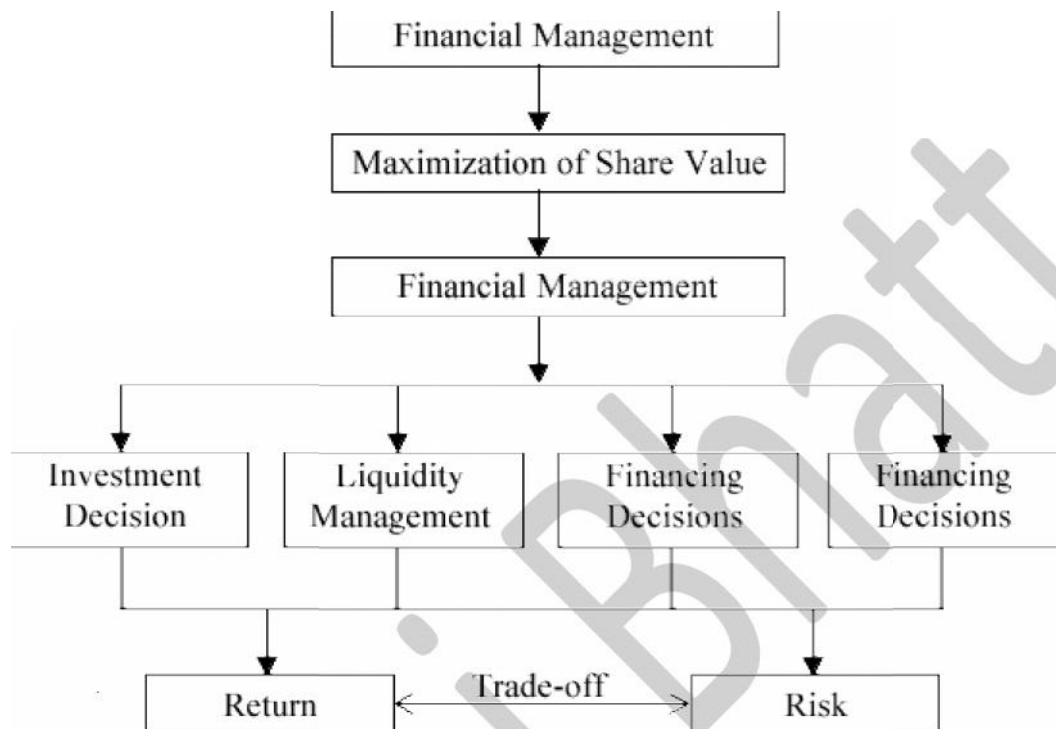 Financial Management
Maximization of Share Value
Financial Management
Investment
Decision
Liquidity
Management
Financing
Decisions
Financing
Decisions
Return
Trade-off
Risk
i Bhatt